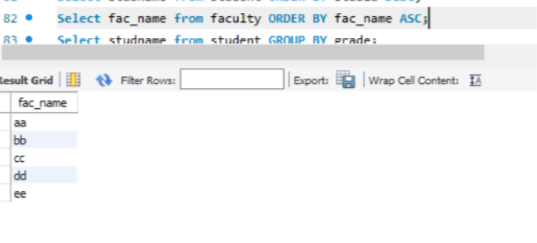 82 Select fac_name from faculty ORDER BY fac_name ASC;
83 Select studname from student GROUP BY grade;
Result Grid Filter Rows: Export: Wrap Cell Content: IA
fac_name
aa
bb
cc
dd
ee